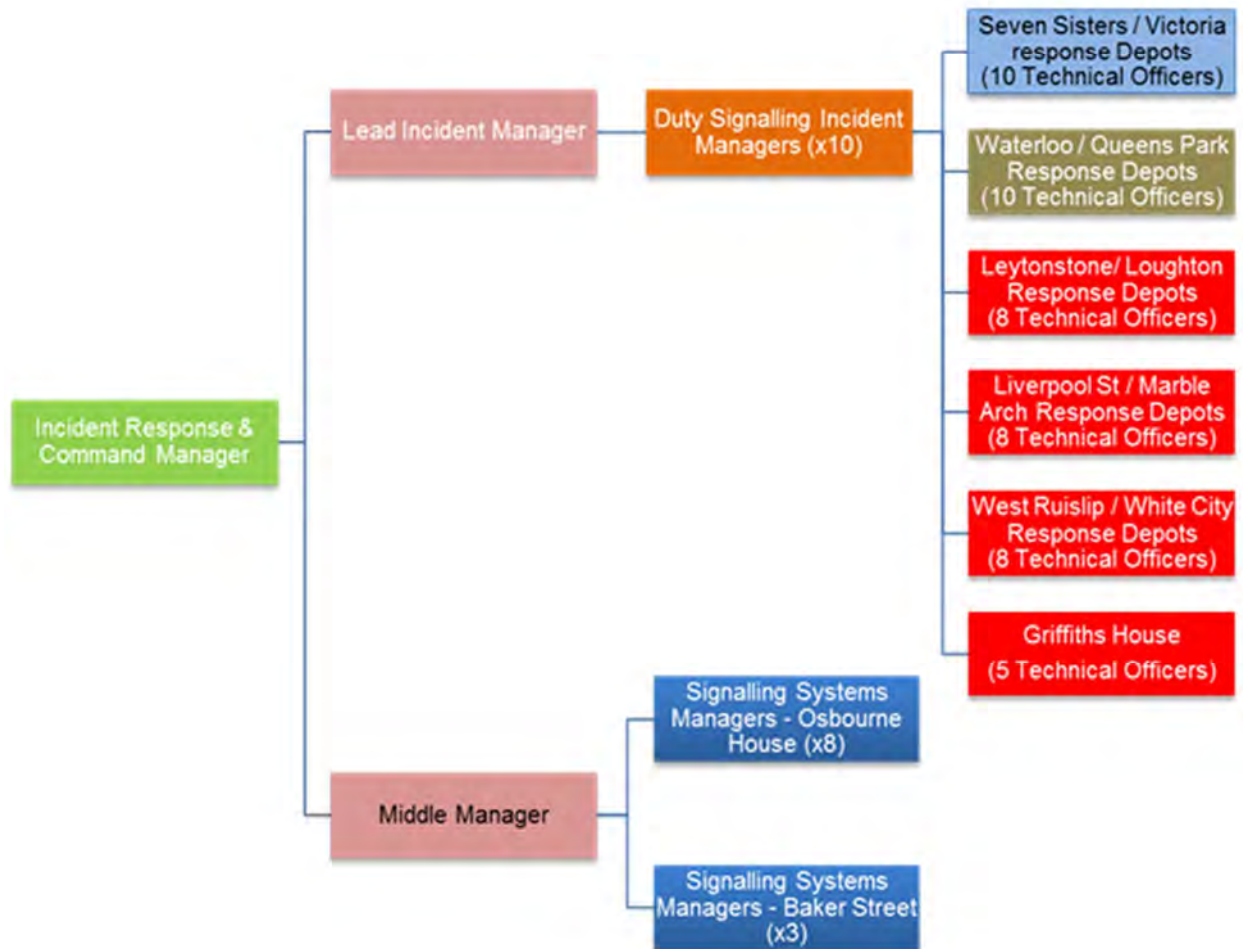 Incident Response &
Command Manager
Lead Incident Manager
Duty Signalling Incident
Managers (x10)
Seven Sisters / Victoria
response Depots
(10 Technical Officers)
Waterloo / Queens Park
Response Depots
(10 Technical Officers)
Leytonstone/ Loughton
Response Depots
(8 Technical Officers)
Liverpool St / Marble
Arch Response Depots
(8 Technical Officers)
West Ruislip / White City
Response Depots
(8 Technical Officers)
Griffiths House
(5 Technical Officers)
Middle Manager
Signalling Systems
Managers - Osbourne
House (x8)
Signalling Systems
Managers - Baker Street
(x3)